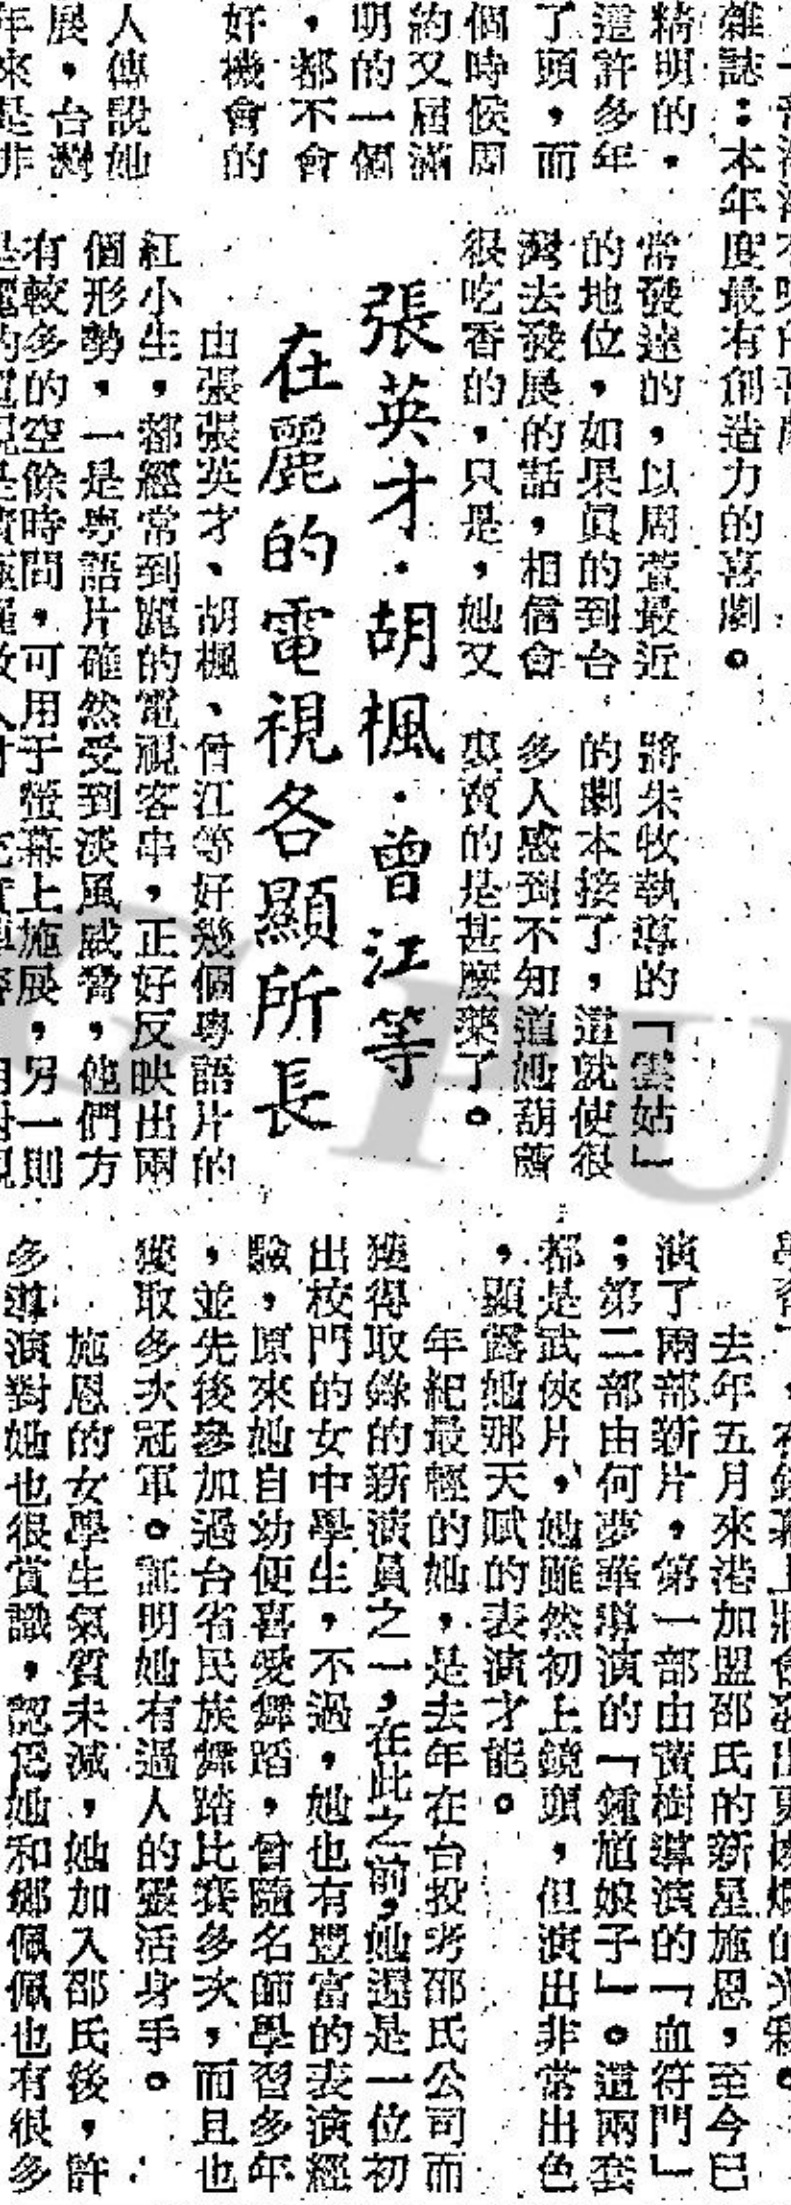 雜誌：本年度最有創造力的喜劇。
精明的，
這許多年
了頭，而
個時候周
約又屆滿
明的一個
，都不會
好機會的
人傳說她
展，台灣
年來是非
常發達的，以周萱最近
的地位，如果真的到台
灣去發展的話，相信會
很吃香的，只是，她又
將朱牧執導的「雲姑」
的劇本接了，這就使很
多人感到不知道她葫蘆
裏賣的是甚麼藥了。
張英才·胡楓·曾江等
在麗的電視各顯所長
由張張英才、胡楓、曾江等好幾個粵語片的
紅小生，都經常到麗的電視客串，正好反映出兩
個形勢，一是粵語片確然受到淡風威脅，他們方
有較多的空餘時間，可用于螢幕上施展，另一則
去年五月來港加盟邵氏的新星施恩，至今已
演了兩部新片，第一部由黃樹導演的「血符門」
；第二部由何夢華導演的「鍾馗娘子」。這兩套
都是武俠片，她雖然初上鏡頭，但演出非常出色
，顯露她那天賦的表演才能。
年紀最輕的她，是去年在台投考邵氏公司而
獲得取錄的新演員之一，在此之前，她還是一位初
出校門的女中學生，不過，她也有豐富的表演經
驗，原來她自幼便喜愛舞蹈，曾隨名師學習多年
，並先後參加過台省民族舞蹈比賽多次，而且也
獲取多次冠軍。証明她有過人的靈活身手。
施恩的女學生氣質未減，她加入邵氏後，許
多導演對她也很賞識，認為她和鄭佩佩也有很多